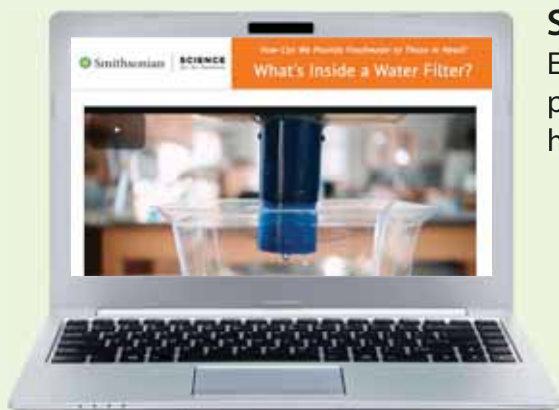 How Can We Provide Freshwater to Those in Need?
Smithsonian
SCIENCE
What's Inside a Water Filter?
S
E
p
h